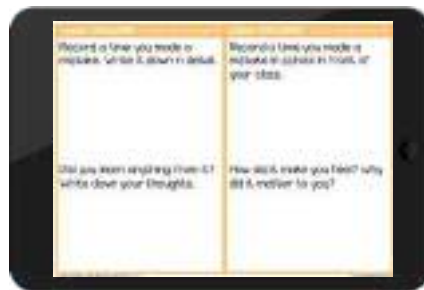 Record a time you made a
mistake. Write it down in detail.
Record a time you made a
mistake in school in front of
your class.
Did you learn anything from it?
Write down your thoughts.
How did it make you feel? why
did it matter to you?